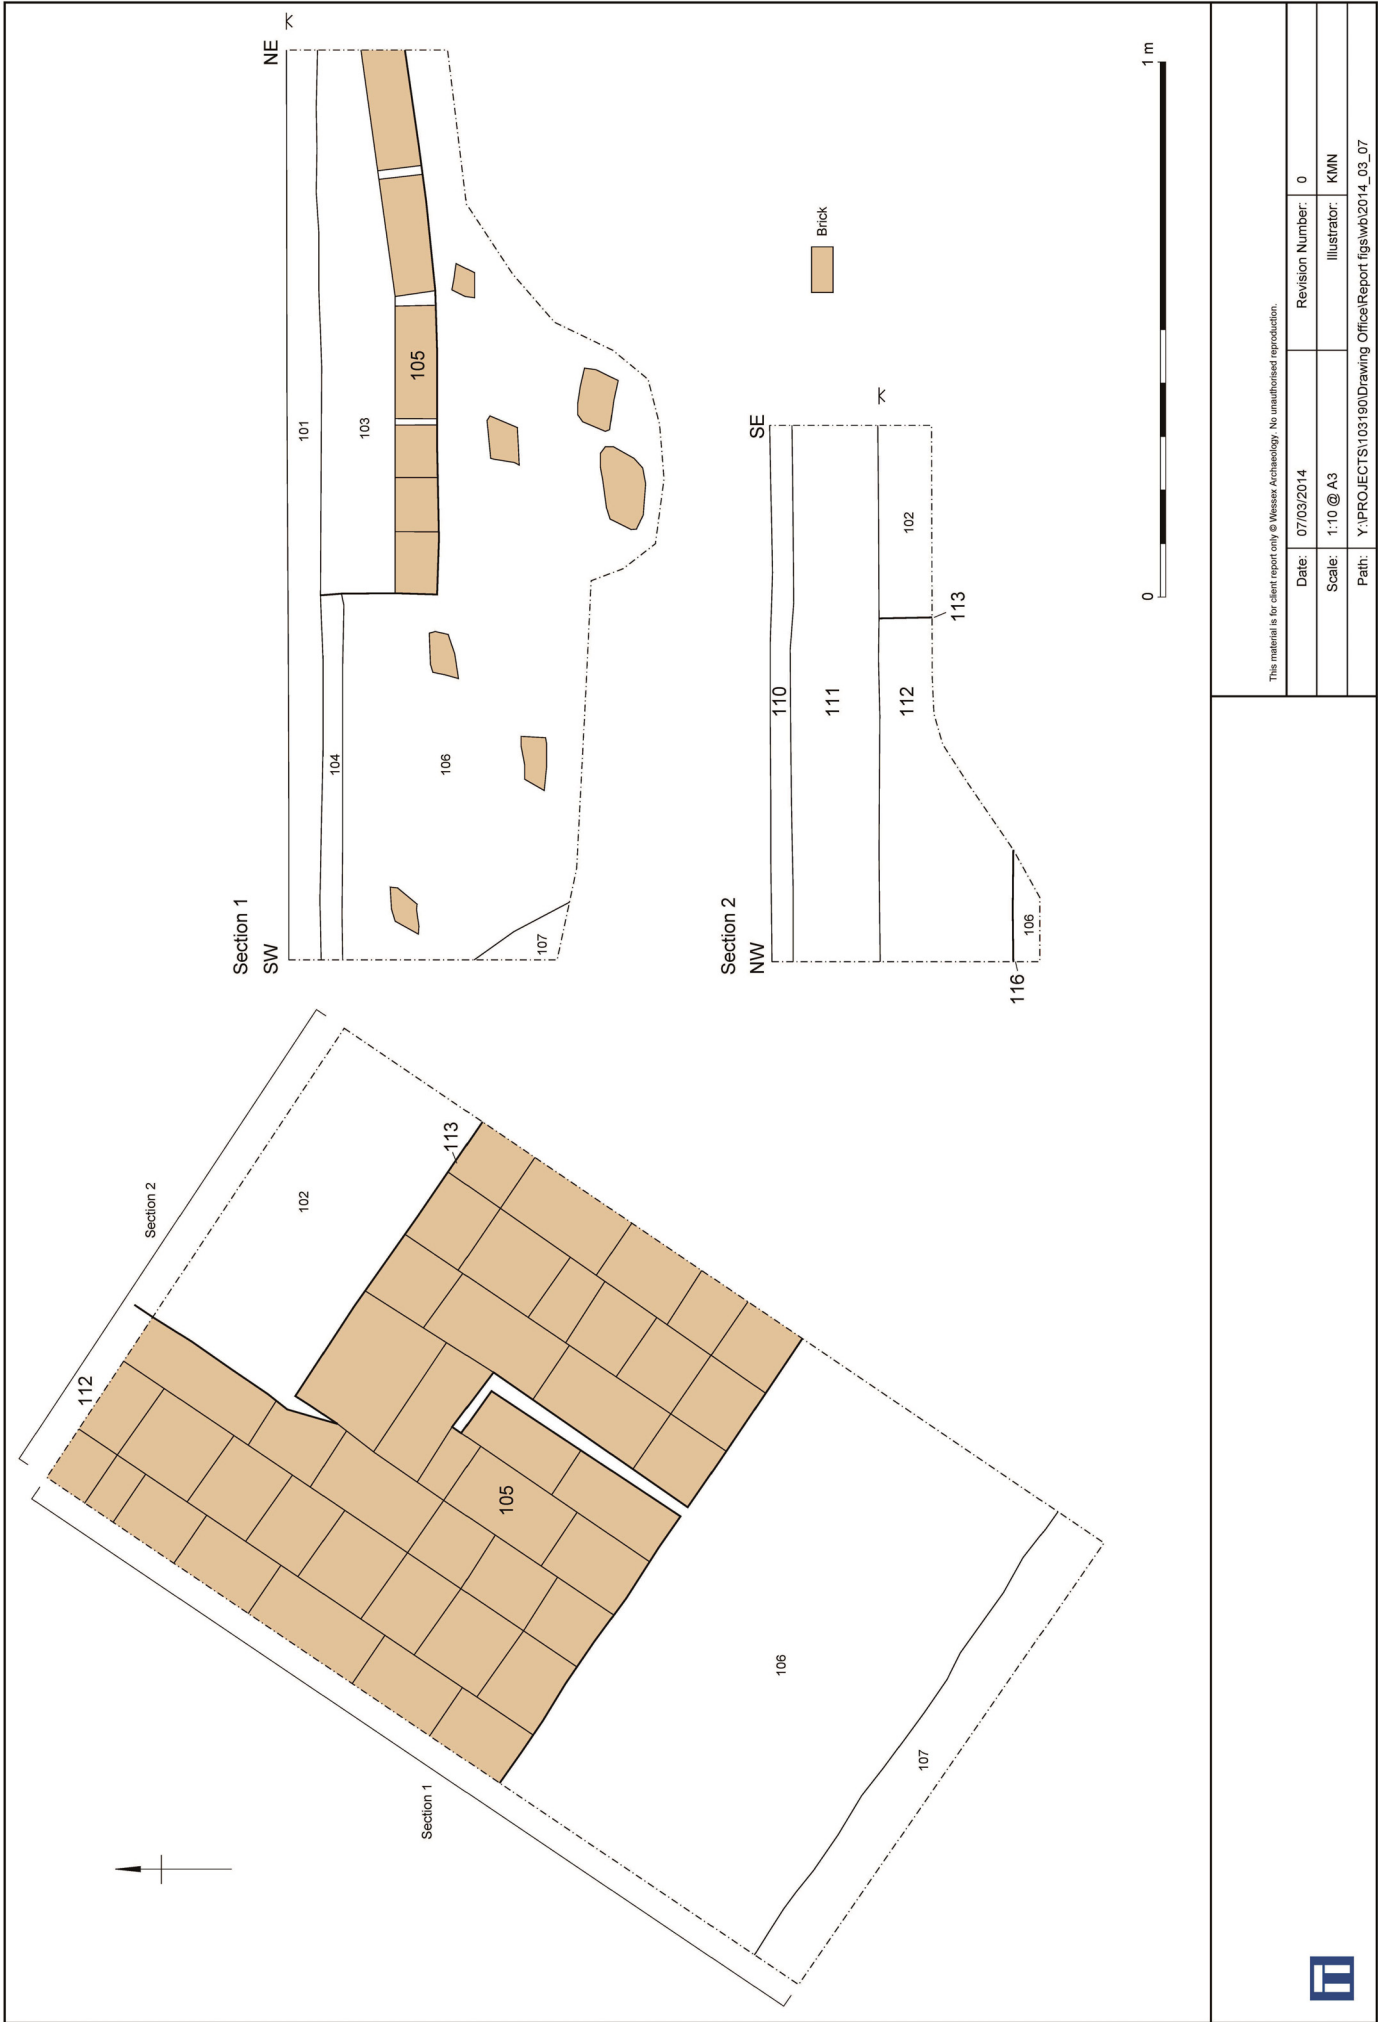 Section 1
SW
NE
101
103
104
105
106
107
Section 2
NW
SE
110
111
112
102
113
106
116
Brick
0
1 m
Section 2
112
102
113
105
Section 1
106
107
This material is for client report only © Wessex Archaeology. No unauthorised reproduction.
Date: 07/03/2014 Revision Number: 0
Scale: 1:10 @ A3 Illustrator: KMN
Path: Y:\PROJECTS\103190\Drawing Office\Report figs\wb\2014_03_07